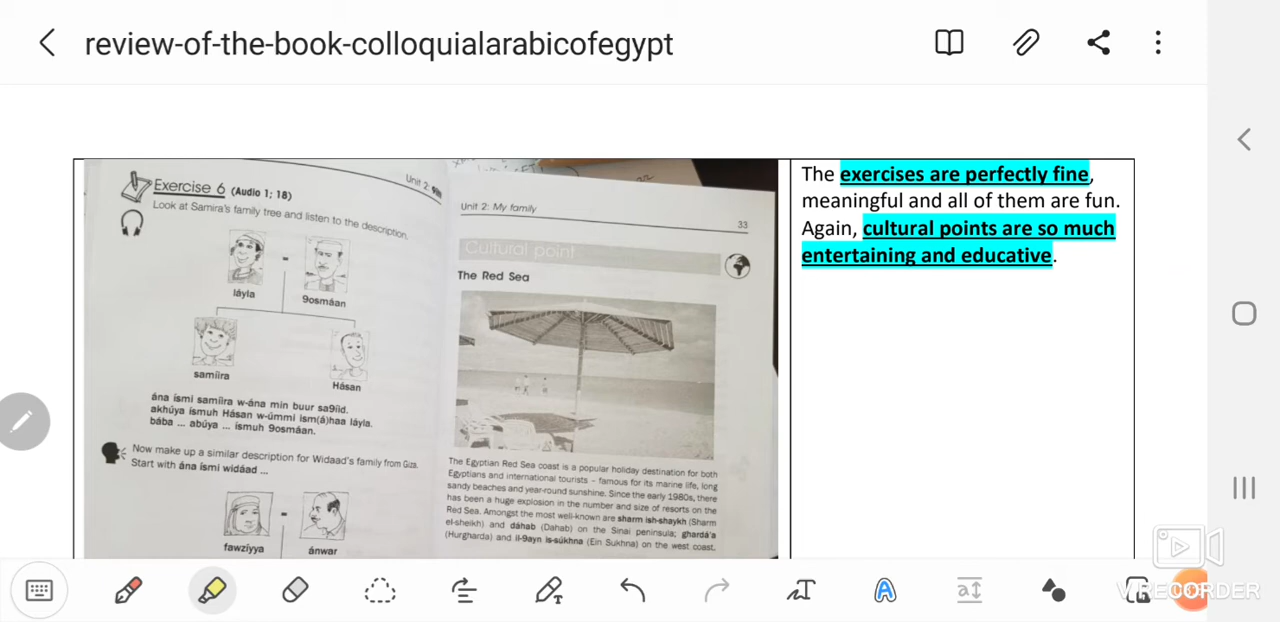 review-of-the-book-colloquialarabicofegypt
Unit 2:
Exercise 6 (Audio 1; 18)
Look at Samira's family tree and listen to the description.
láyla
9osmáan
samíira
Hásan
ána ísmi samíira w-ána min buur sa9íid.
akhúya ísmuh Hásan w-úmmi ism(á)haa láyla.
bába ... abúya ... ísmuh 9osmáan.
Now make up a similar description for Widaad's family from Giza.
Start with ána ísmi widáad ...
fawzíyya
ánwar
Unit 2: My family
33
Cultural point
The Red Sea
The Egyptian Red Sea coast is a popular holiday destination for both
Egyptians and international tourists – famous for its marine life, long
sandy beaches and year-round sunshine. Since the early 1980s, there
has been a huge explosion in the number and size of resorts on the
Red Sea. Amongst the most well-known are sharm ish-shaykh (Sharm
el-sheikh) and dáhab (Dahab) on the Sinai peninsula; ghardá'a
(Hurgharda) and il-9ayn is-súkhna (Ein Sukhna) on the west coast.
The exercises are perfectly fine,
meaningful and all of them are fun.
Again, cultural points are so much
entertaining and educative.
V RECORDER